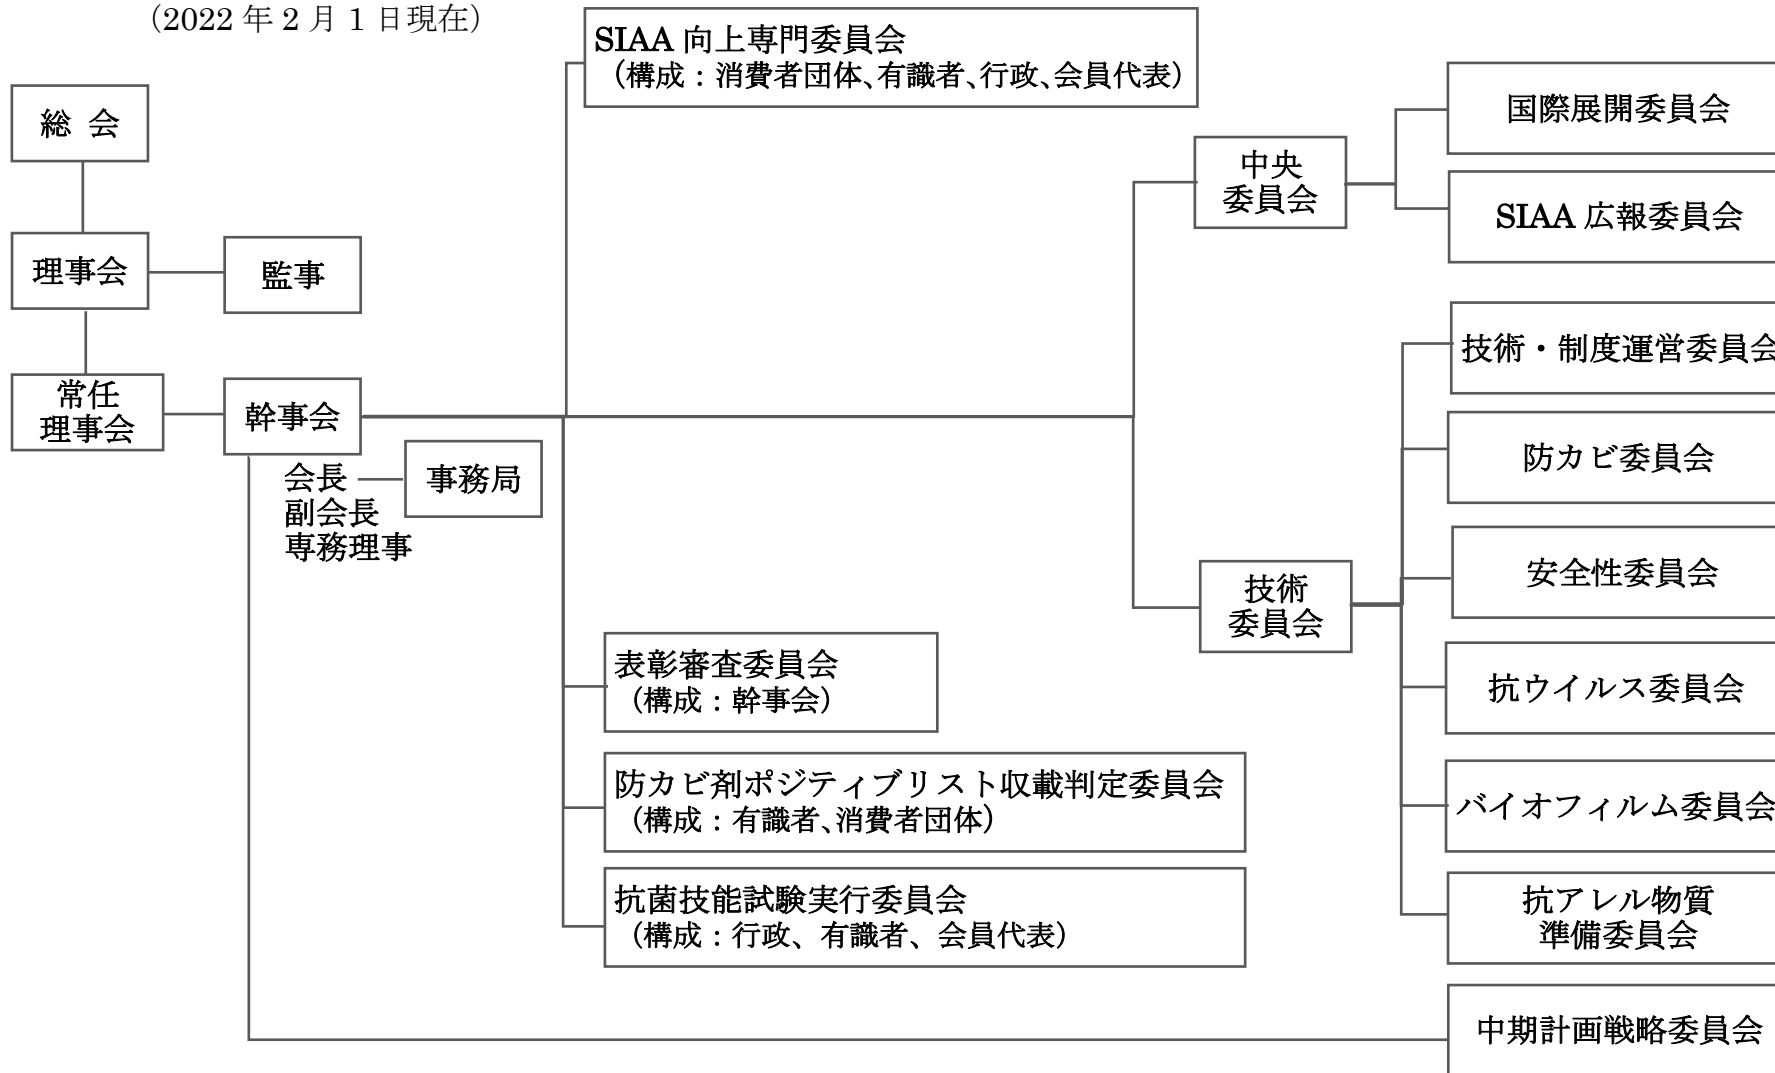 （2022 年 2 月 1 日現在）
総 会
理事会
監事
常任
理事会
幹事会
会長
副会長
専務理事
事務局
SIAA 向上専門委員会
（構成：消費者団体、有識者、行政、会員代表）
表彰審査委員会
（構成：幹事会）
防カビ剤ポジティブリスト収載判定委員会
（構成：有識者、消費者団体）
抗菌技能試験実行委員会
（構成：行政、有識者、会員代表）
中央
委員会
国際展開委員会
SIAA 広報委員会
技術
委員会
技術・制度運営委員会
防カビ委員会
安全性委員会
抗ウイルス委員会
バイオフィルム委員会
抗アレル物質
準備委員会
中期計画戦略委員会